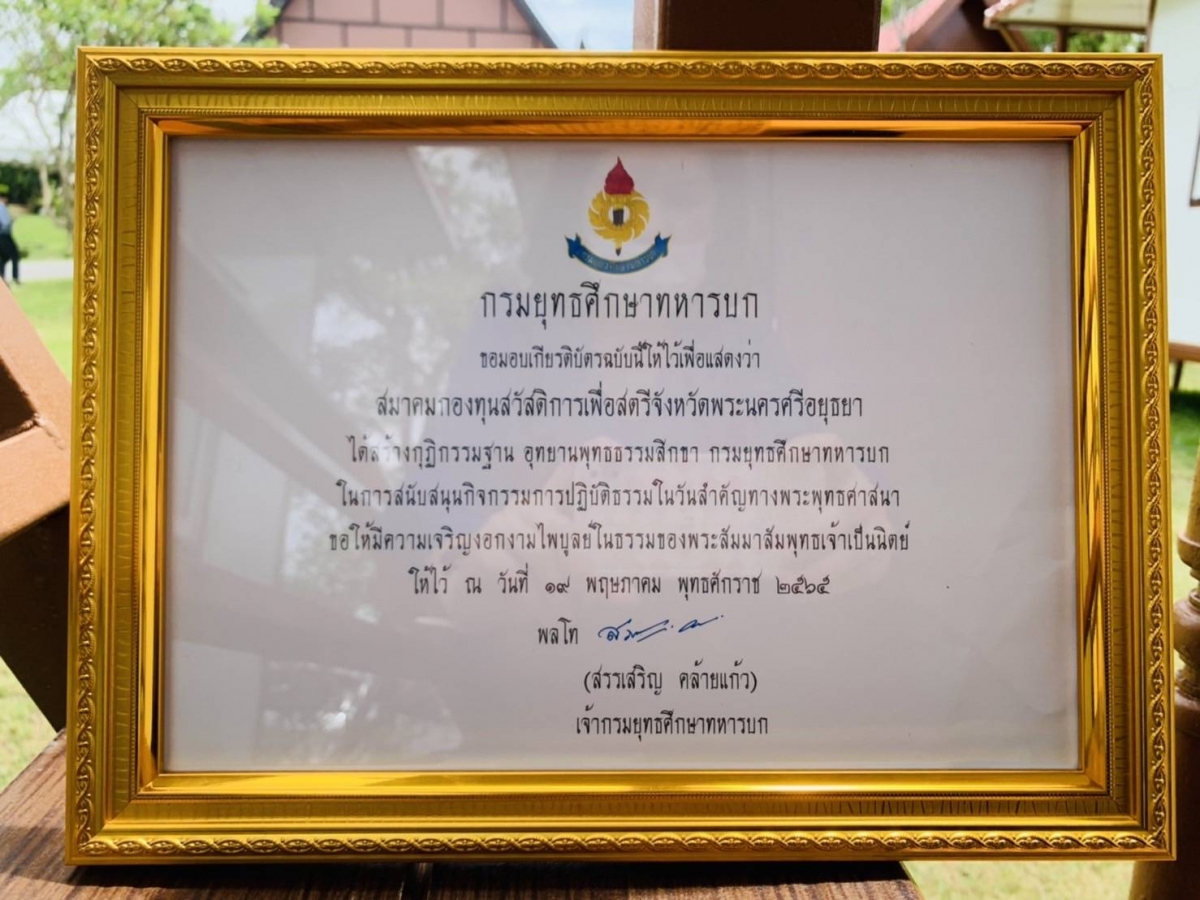 กรมยุทธศึกษาทหารบก
ขอมอบเกียรติบัตรฉบับนี้ให้ไว้เพื่อแสดงว่า
สมาคมกองทุนสวัสดิการเพื่อสตรีจังหวัดพระนครศรีอยุธยา
ได้สร้างกุฏิกรรมฐาน อุทยานพุทธธรรมสิกขา กรมยุทธศึกษาทหารบก
ในการสนับสนุนกิจกรรมการปฏิบัติธรรมในวันสำคัญทางพระพุทธศาสนา
ขอให้มีความเจริญงอกงามไพบูลย์ในธรรมของพระสัมมาสัมพุทธเจ้าเป็นนิตย์
ให้ไว้ ณ วันที่ ๑๙ พฤษภาคม พุทธศักราช ๒๕๖๕
พลโท
(สรรเสริญ คล้ายแก้ว)
เจ้ากรมยุทธศึกษาทหารบก